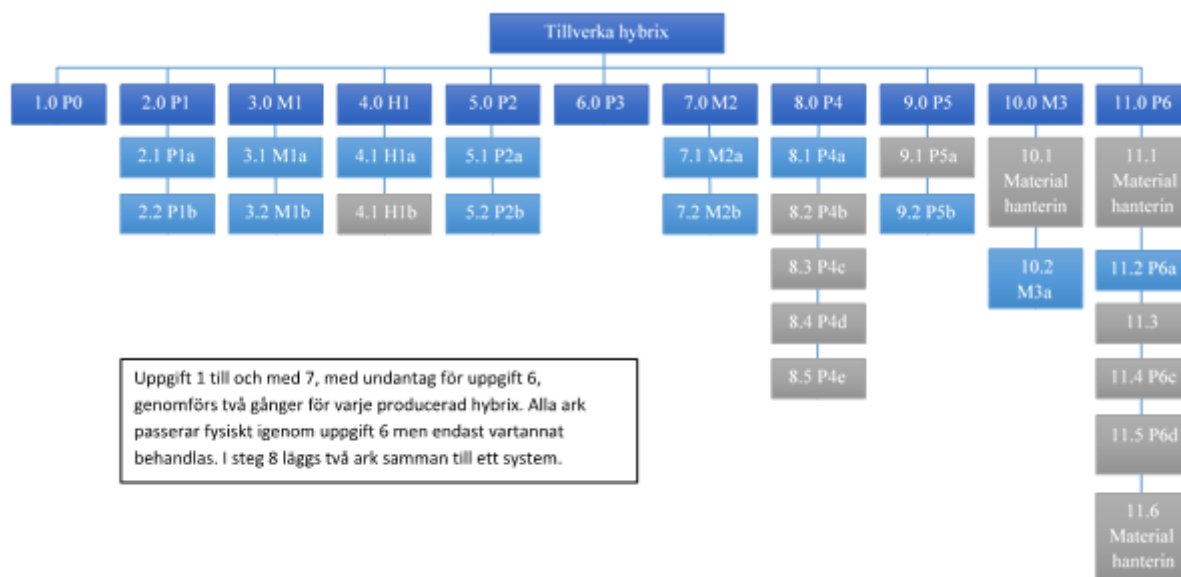 Tillverka hybrix
1.0 P0
2.0 P1
3.0 M1
4.0 H1
5.0 P2
6.0 P3
7.0 M2
8.0 P4
9.0 P5
10.0 M3
11.0 P6
2.1 P1a
2.2 P1b
3.1 M1a
3.2 M1b
4.1 H1a
4.1 H1b
5.1 P2a
5.2 P2b
7.1 M2a
7.2 M2b
8.1 P4a
8.2 P4b
8.3 P4c
8.4 P4d
8.5 P4e
9.1 P5a
9.2 P5b
10.1
Material
hanterin
10.2
M3a
11.1
Material
hanterin
11.2 P6a
11.3
11.4 P6c
11.5 P6d
11.6
Material
hanterin
Uppgift 1 till och med 7, med undantag för uppgift 6,
genomförs två gånger för varje producerad hybrix. Alla ark
passerar fysiskt igenom uppgift 6 men endast vartannat
behandlas. I steg 8 läggs två ark samman till ett system.